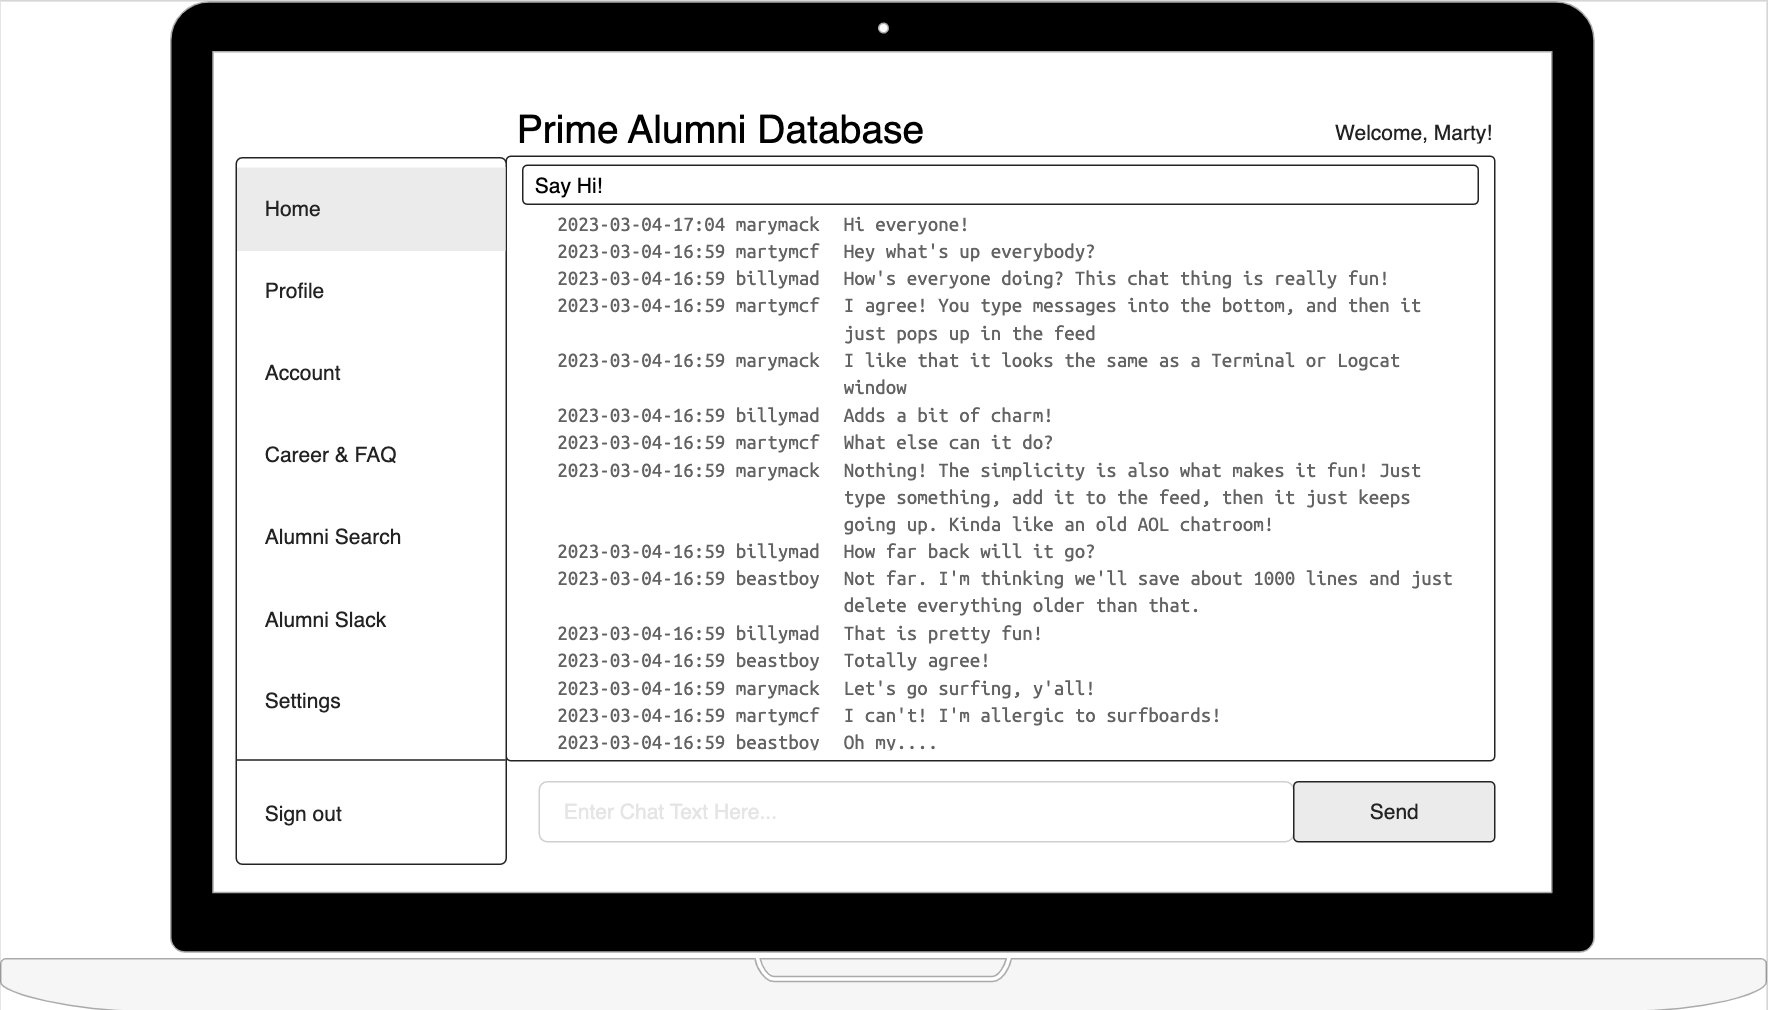 Prime Alumni Database
Welcome, Marty!
Home
Profile
Account
Career & FAQ
Alumni Search
Alumni Slack
Settings
Sign out
Say Hi!
2023-03-04-17:04 marymack Hi everyone!
2023-03-04-16:59 martymcf Hey what's up everybody?
2023-03-04-16:59 billymad How's everyone doing? This chat thing is really fun!
2023-03-04-16:59 martymcf I agree! You type messages into the bottom, and then it
just pops up in the feed
2023-03-04-16:59 marymack I like that it looks the same as a Terminal or Logcat
window
2023-03-04-16:59 billymad Adds a bit of charm!
2023-03-04-16:59 martymcf What else can it do?
2023-03-04-16:59 marymack Nothing! The simplicity is also what makes it fun! Just
type something, add it to the feed, then it just keeps
going up. Kinda like an old AOL chatroom!
2023-03-04-16:59 billymad How far back will it go?
2023-03-04-16:59 beastboy Not far. I'm thinking we'll save about 1000 lines and just
delete everything older than that.
2023-03-04-16:59 billymad That is pretty fun!
2023-03-04-16:59 beastboy Totally agree!
2023-03-04-16:59 marymack Let's go surfing, y'all!
2023-03-04-16:59 martymcf I can't! I'm allergic to surfboards!
2023-03-04-16:59 beastboy Oh my....
Enter Chat Text Here...
Send